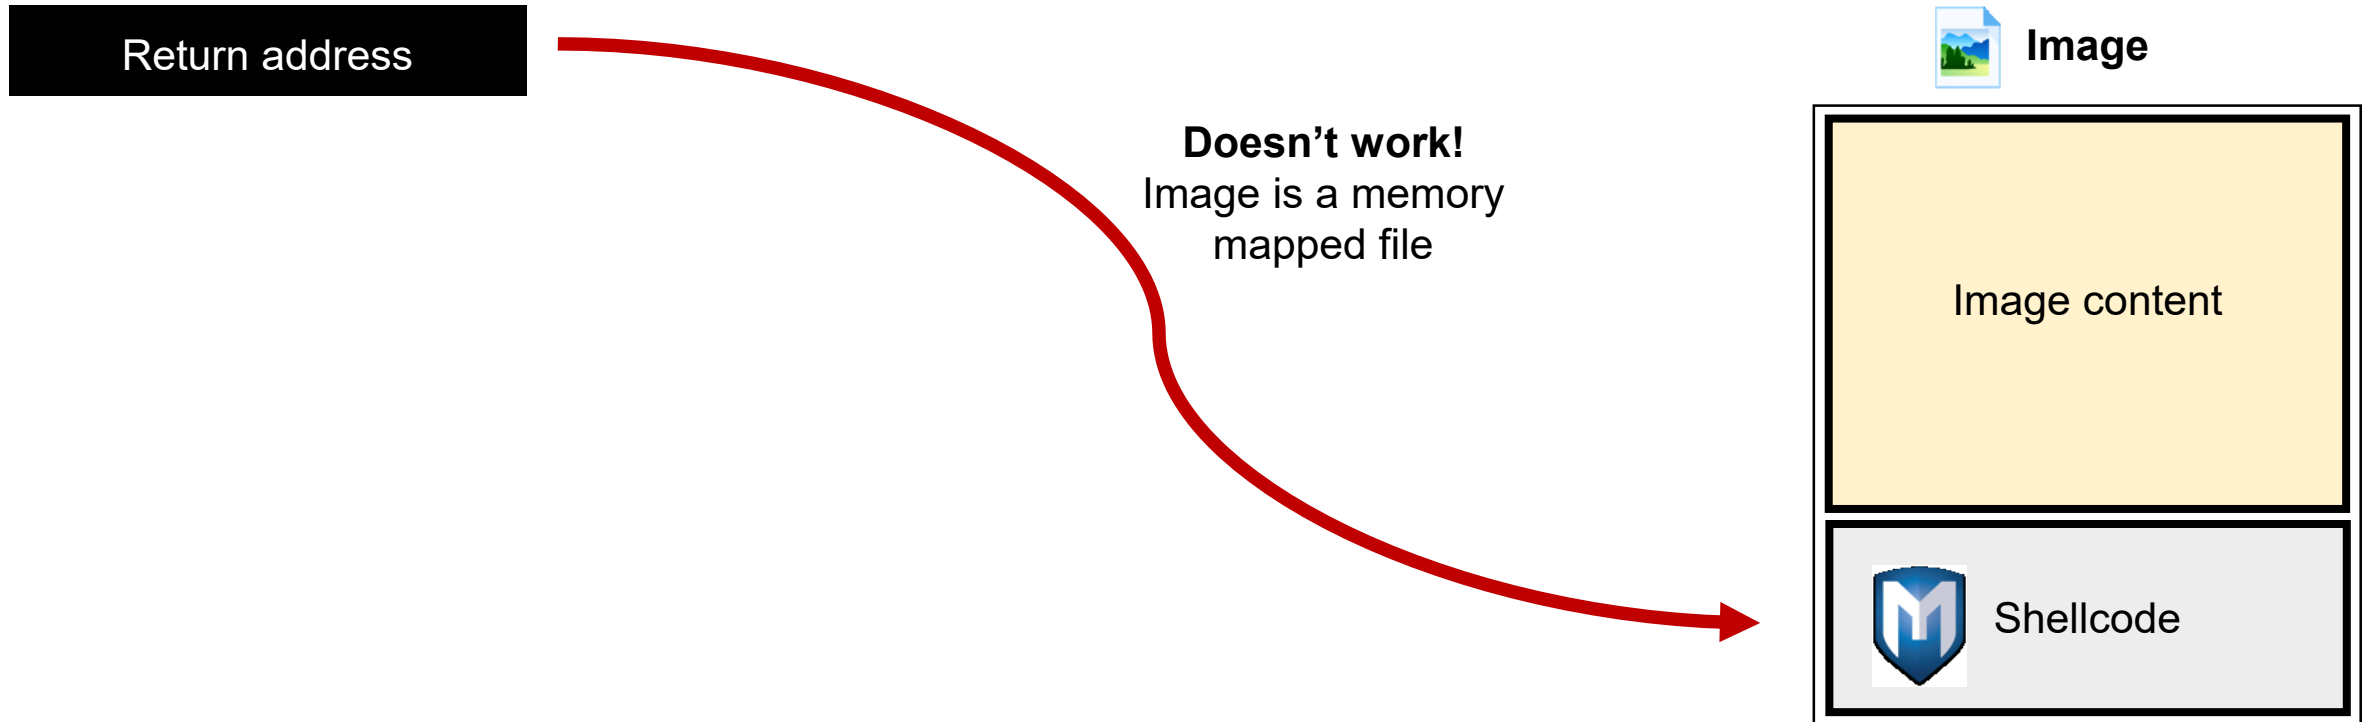 Return address
Image
Doesn’t work!
Image is a memory
mapped file
Image content
Shellcode